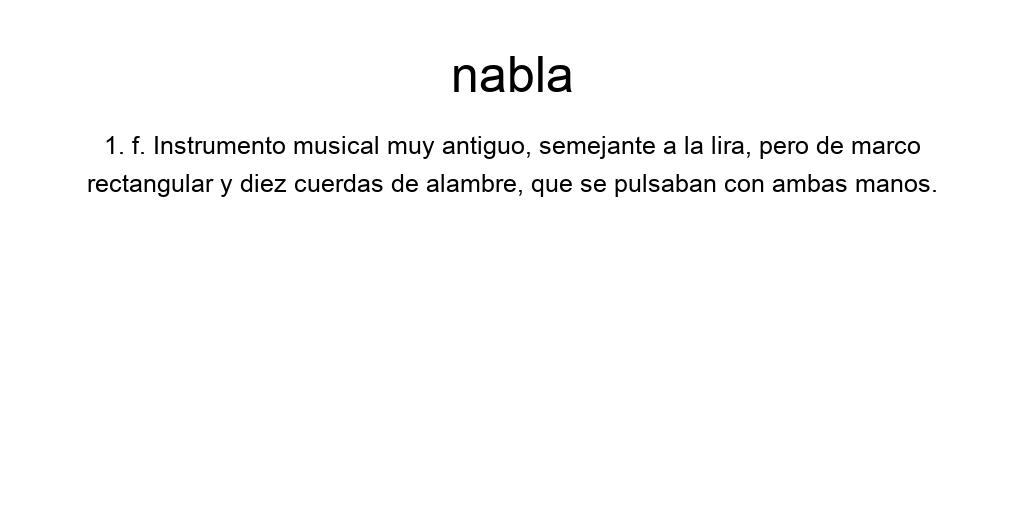 nabla
1. f. Instrumento musical muy antiguo, semejante a la lira, pero de marco
rectangular y diez cuerdas de alambre, que se pulsaban con ambas manos.